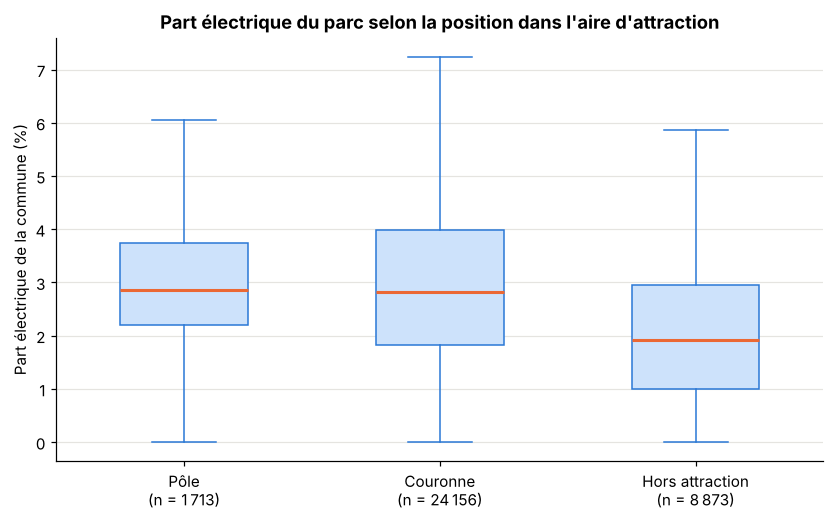 Part électrique du parc selon la position dans l'aire d'attraction
Part électrique de la commune (%)
7
6
5
4
3
2
1
0
Pôle
(n = 1 713)
Couronne
(n = 24 156)
Hors attraction
(n = 8 873)